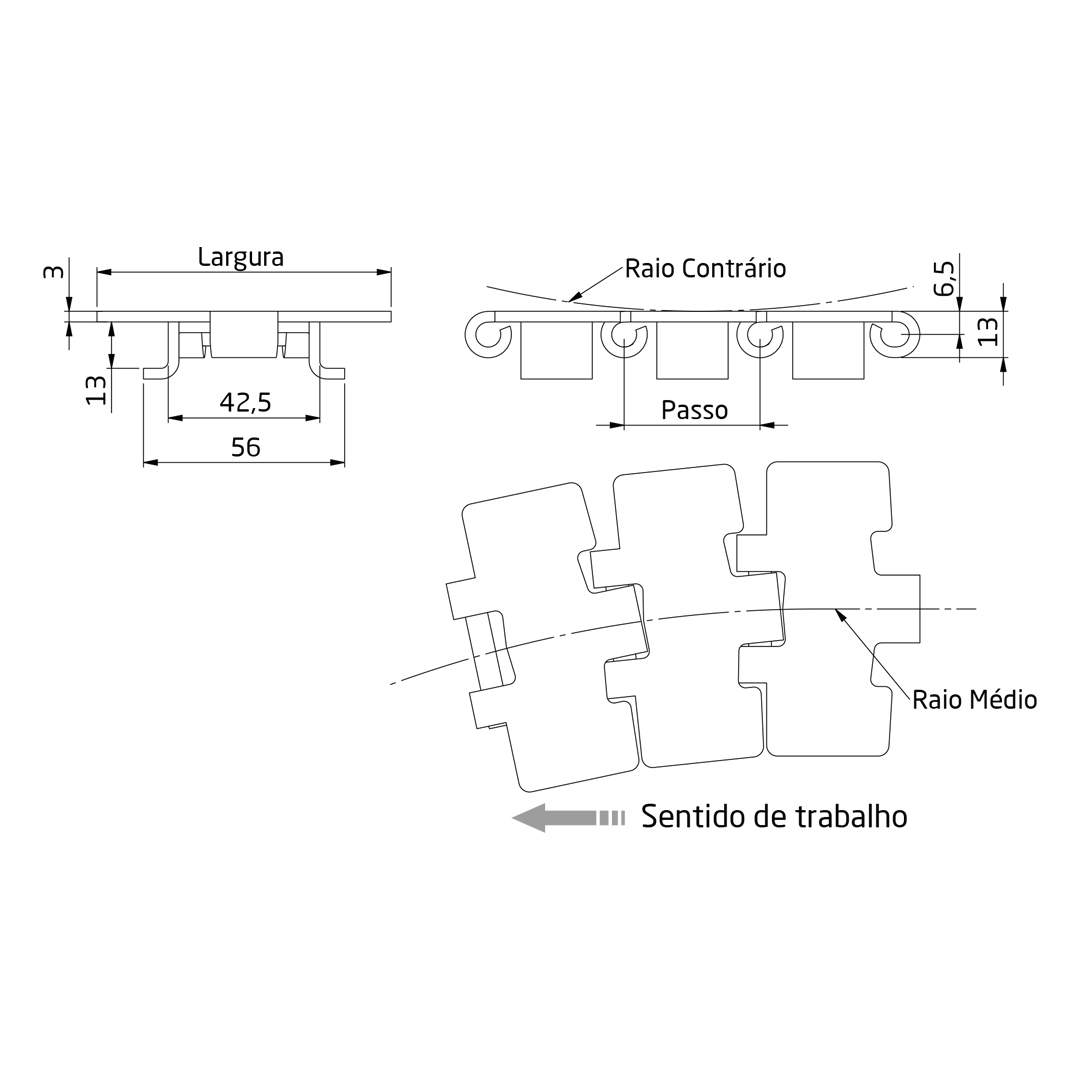 Largura
3
13
42,5
56
Raio Contrário
6,5
13
Passo
Raio Médio
Sentido de trabalho